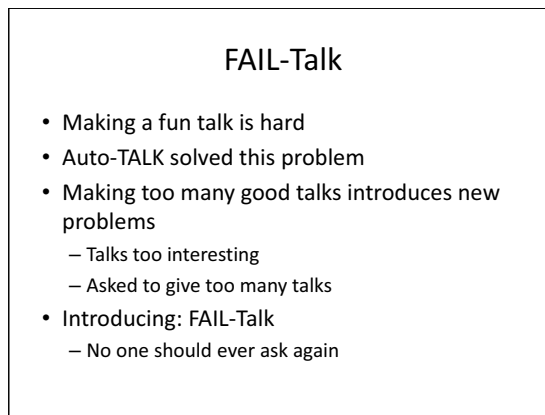 FAIL-Talk
• Making a fun talk is hard
• Auto-TALK solved this problem
• Making too many good talks introduces new
problems
– Talks too interesting
– Asked to give too many talks
• Introducing: FAIL-Talk
– No one should ever ask again